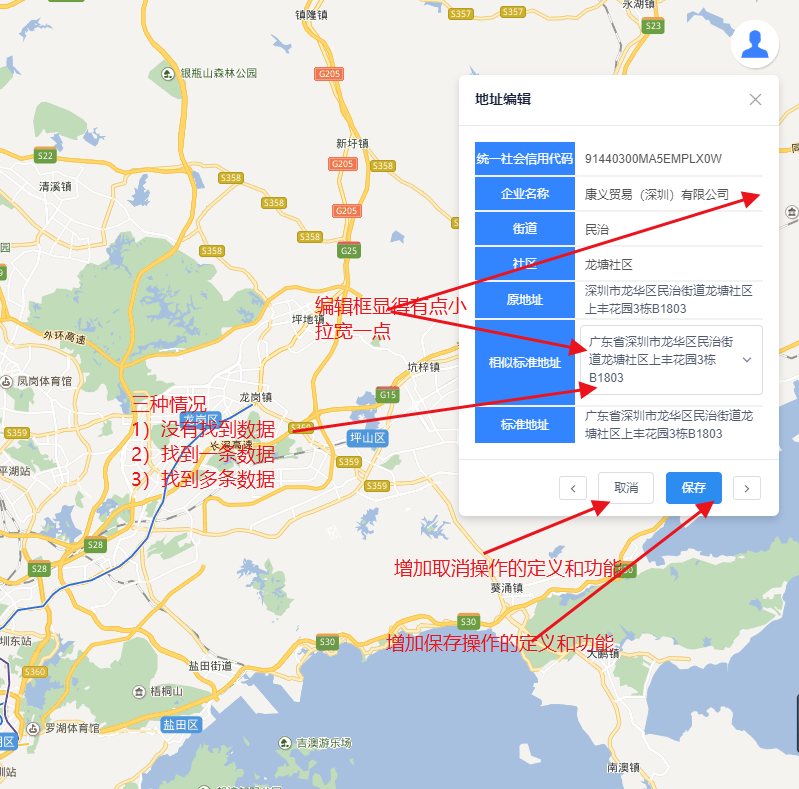 镇隆镇
S357
S357
永湖镇
S23
银瓶山森林公园
G205
地址编辑
新圩镇
S22
G205
S358
统一社会信用代码 91440300MA5EMPLX0W
清溪镇
S358
企业名称 康义贸易（深圳）有限公司
S358
G205
街道 民治
S358
S358
G25
社区 龙塘社区
原地址 深圳市龙华区民治街道龙塘社区
上丰花园3栋B1803
编辑框显得有点小
拉宽一点
坪地镇
外环高速
相似标准地址 广东省深圳市龙华区民治街
道龙塘社区上丰花园3栋
B1803
坑梓镇
凤岗体育馆
龙岗镇
G15
三种情况
龙岗区
标准地址 广东省深圳市龙华区民治街道龙
塘社区上丰花园3栋B1803
1）没有找到数据
S359
S359
坪山区
长深高速
2）找到一条数据
S359
平湖站
3）找到多条数据
S359
取消
保存
S28
S28
增加取消操作的定义和功能
葵涌镇
S30
圳东站
S30
增加保存操作的定义和功能
大鹏镇
盐田街道
S360
梧桐山
罗湖体育馆
盐田区
吉澳游乐场
南澳镇
圳站